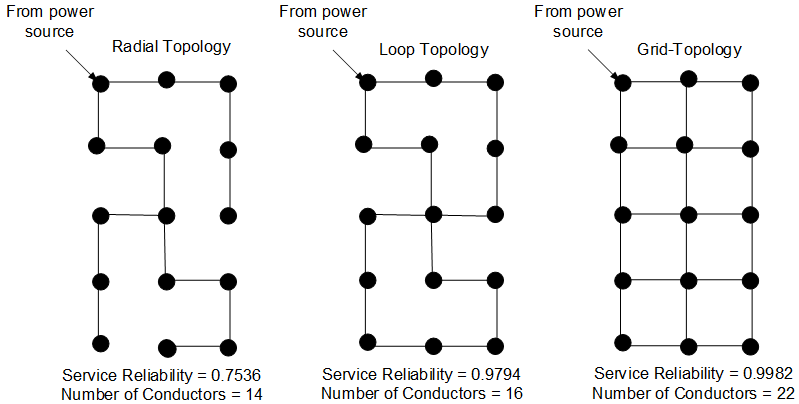 From power
source
Radial Topology
Service Reliability = 0.7536
Number of Conductors = 14
From power
source
Loop Topology
Service Reliability = 0.9794
Number of Conductors = 16
From power
source
Grid-Topology
Service Reliability = 0.9982
Number of Conductors = 22